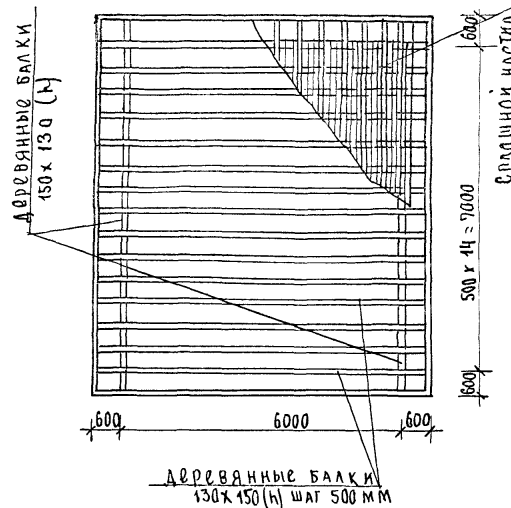 600
сплошной настил
деревянные балки
150 х 130 (h)
500 х 14 = 7000
600
600 6000 600
деревянные балки
130х 150(h) шаг 500 мм